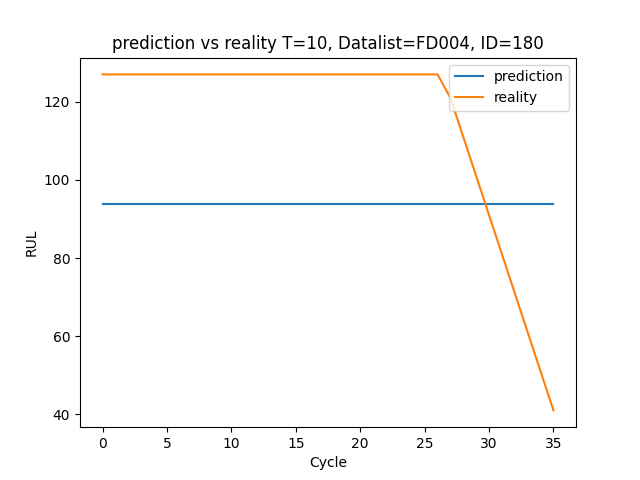 prediction vs reality T=10, Datalist=FD004, ID=180
prediction
reality
120
100
80
60
40
RUL
0 5 10 15 20 25 30 35
Cycle